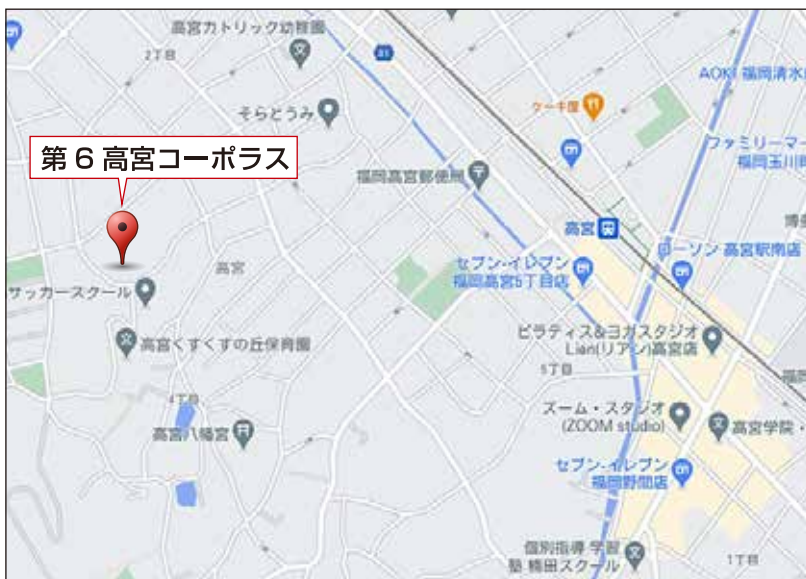 高宮カトリック幼稚園
2丁目
31
AOKI 福岡清水
そらとうみ
ケーキ屋
ファミリーマー
福岡玉川町
第6高宮コーポラス
福岡高宮郵便局
高宮
博多
ローソン 高宮駅南店
高宮
セブン-イレブン
福岡高宮5丁目店
サッカースクール
ピラティス&ヨガスタジオ
Lien(リアン)高宮店
高宮くすくすの丘保育園
5丁目
福岡
4丁目
ズーム・スタジオ
(ZOOM studio)
高宮八幡宮
高宮学院・
セブン-イレブン
福岡野間店
個別指導 学習
塾 楠田スクール
1丁目